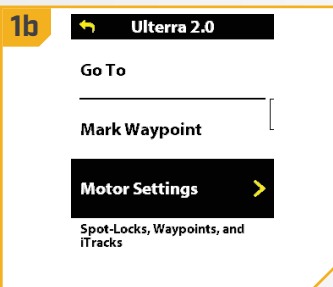 1b
Ulterra 2.0
Go To
Mark Waypoint
Motor Settings
Spot-Locks, Waypoints, and
iTracks